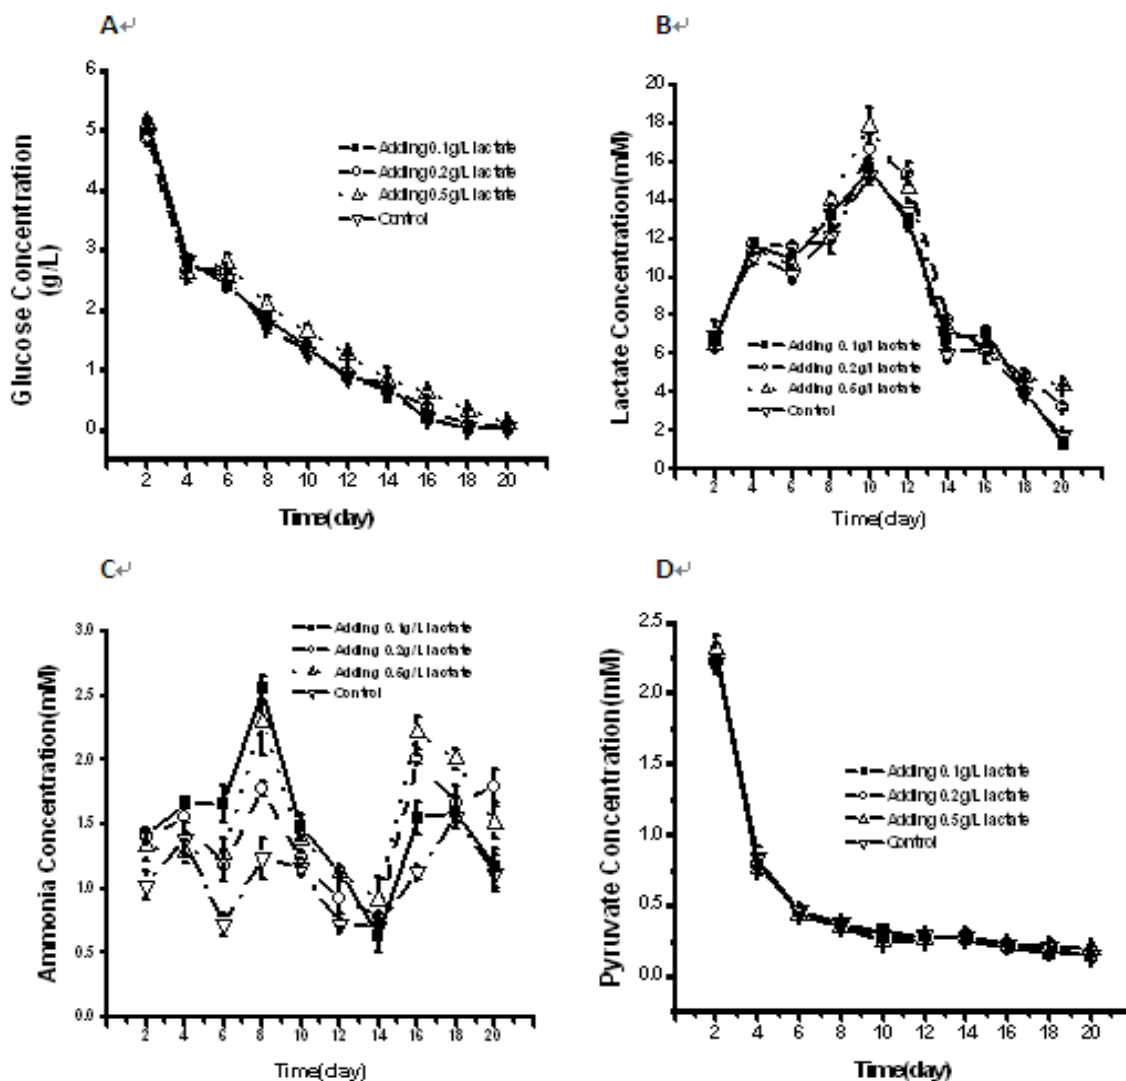 A↵
Glucose Concentration
(g/L)
6
5
4
3
2
1
0
Adding0.1g/L lactate
Adding0.2g/L lactate
Adding0.5g/L lactate
Control
2 4 6 8 10 12 14 16 18 20
Time(day)
B↵
Lactate Concentration(mM)
20
18
16
14
12
10
8
6
4
2
0
Adding 0.1g/l lactate
Adding 0.2g/l lactate
Adding 0.5g/l lactate
Control
2 4 6 8 10 12 14 16 18 20
Time(day)
C↵
Ammonia Concentration(mM)
3.0
2.5
2.0
1.5
1.0
0.5
0.0
Adding 0.1g/L lactate
Adding 0.2g/L lactate
Adding 0.5g/L lactate
Control
2 4 6 8 10 12 14 16 18 20
Time(day)
D↵
Pyruvate Concentration(mM)
2.5
2.0
1.5
1.0
0.5
0.0
Adding 0.1g/L lactate
Adding 0.2g/L lactate
Adding 0.5g/L lactate
Control
2 4 6 8 10 12 14 16 18 20
Time(day)